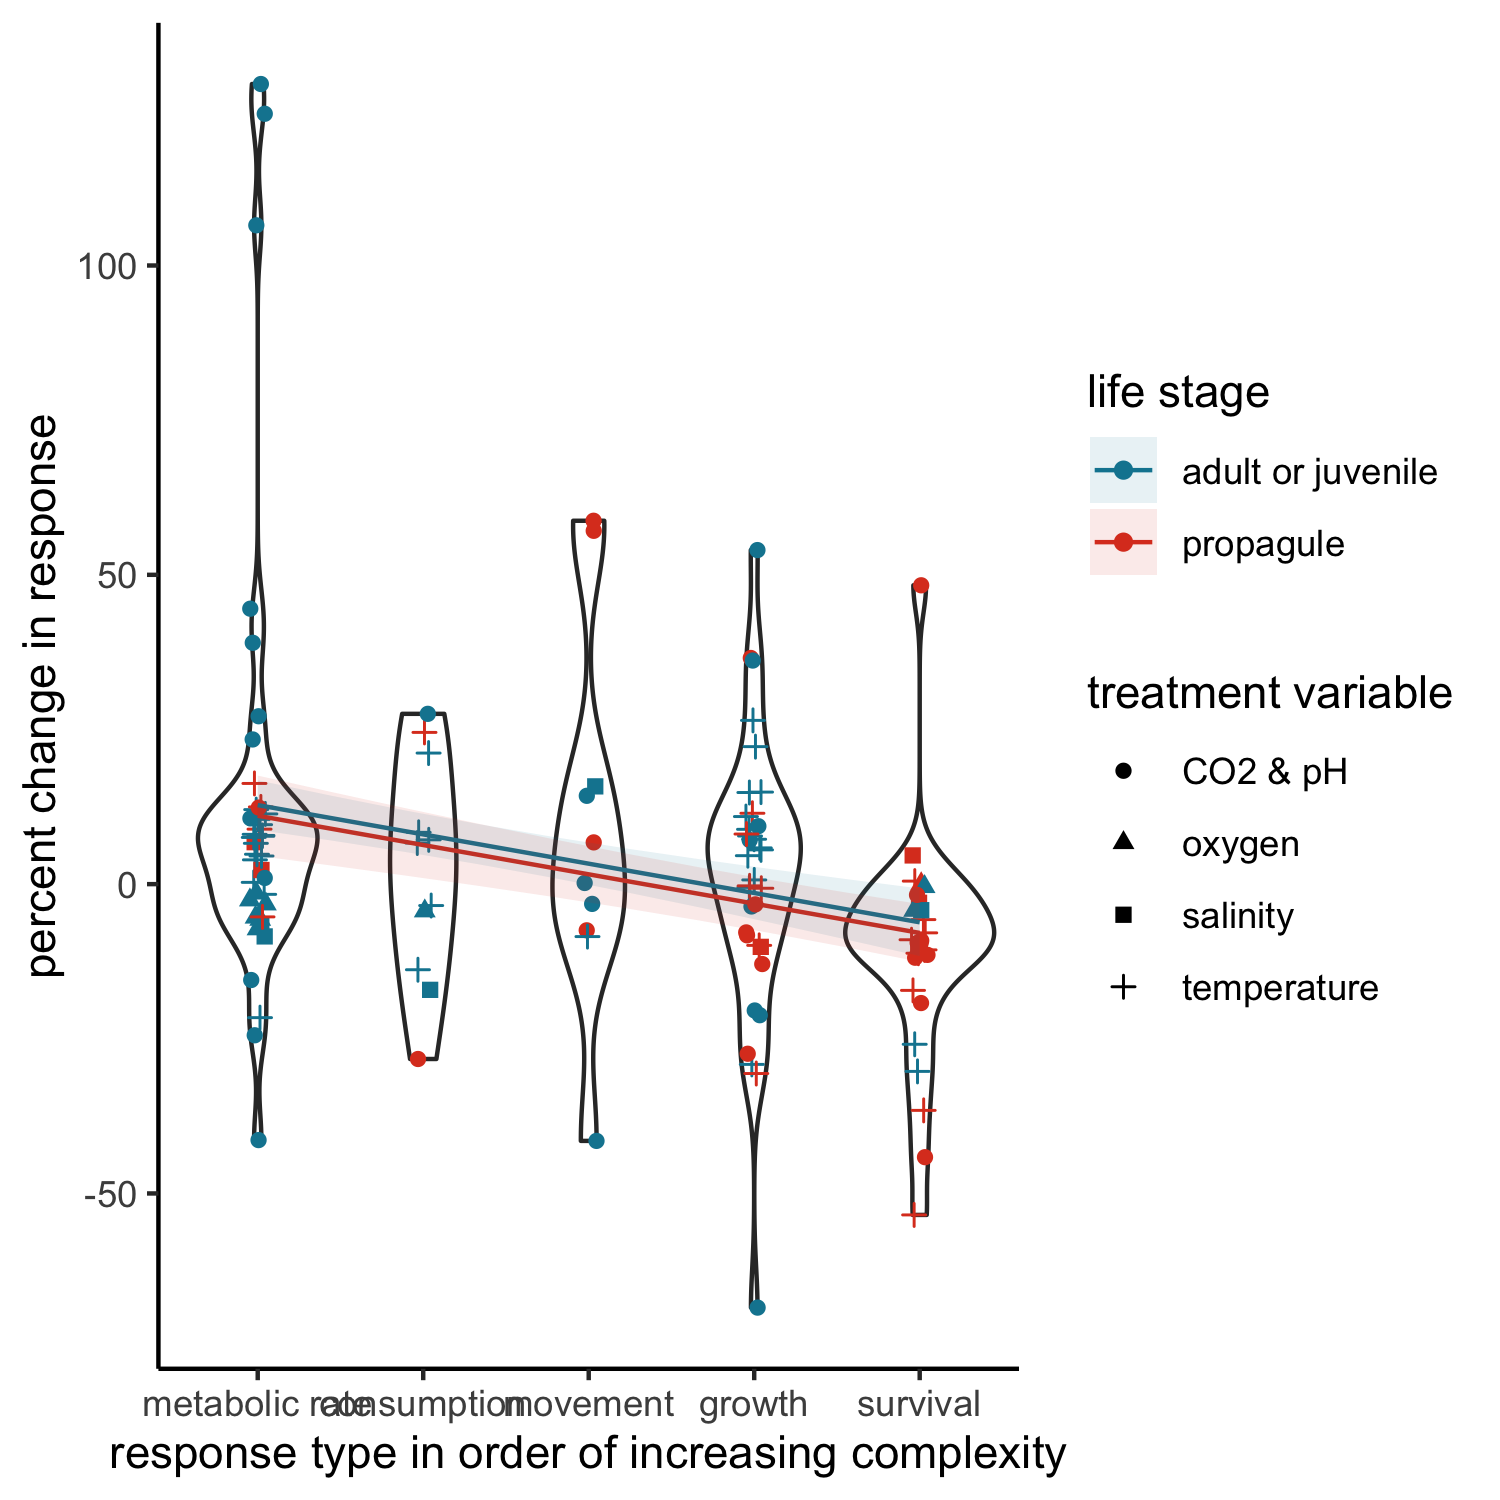 percent change in response
100
50
0
-50
metabolic rate
consumption
movement
growth
survival
response type in order of increasing complexity
life stage
adult or juvenile
propagule
treatment variable
CO2 & pH
oxygen
salinity
temperature